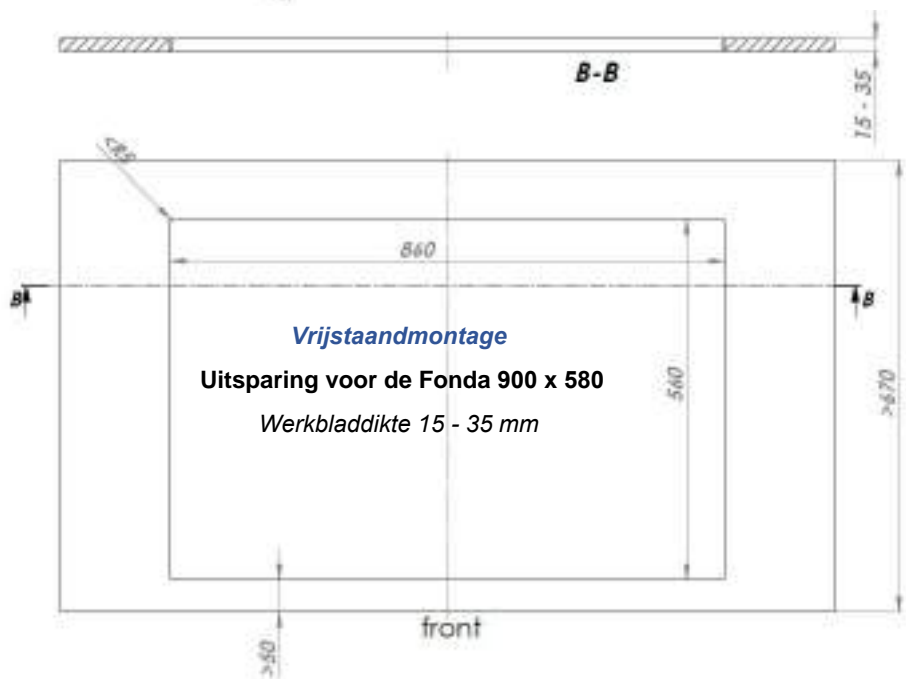 B-B
15 - 35
<R5
860
B
B
Vrijstaandmontage
Uitsparing voor de Fonda 900 x 580
560
Werkbladdikte 15 - 35 mm
>670
front
>50